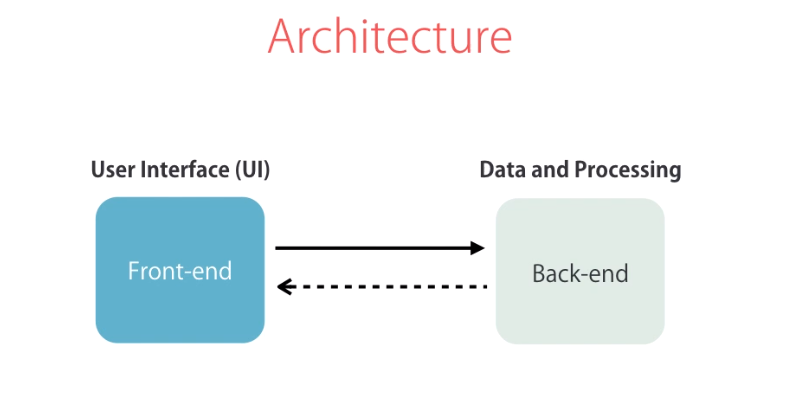 Architecture
User Interface (UI)
Data and Processing
Front-end
Back-end